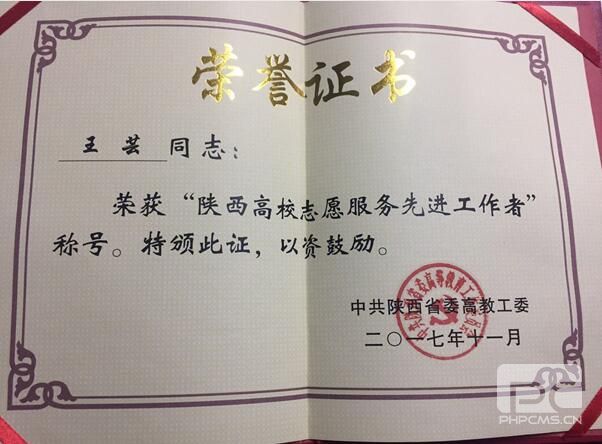 荣誉证书
王芸 同志：
荣获“陕西高校志愿服务先进工作者”
称号。特颁此证，以资鼓励。
中共陕西省委高教工委
二〇一七年十一月
PHPCMS.CN